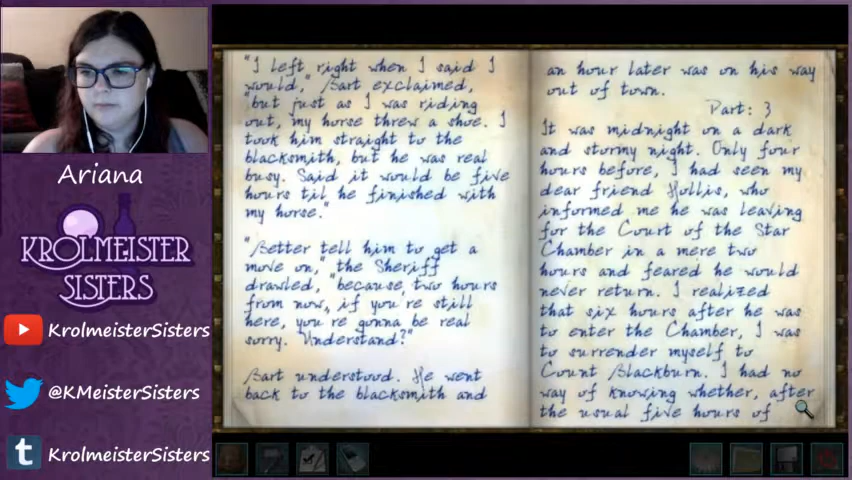 Ariana
KROLMEISTER
SISTERS
KrolmeisterSisters
@KMeisterSisters
KrolmeisterSisters
"I left right when I said I
would," Bart exclaimed,
"but just as I was riding
out, my horse threw a shoe. I
took him straight to the
blacksmith, but he was real
busy. Said it would be five
hours til he finished with
my horse."
"Better tell him to get a
move on," the Sheriff
drawled, "because two hours
from now, if you're still
here, you're gonna be real
sorry. Understand?"
Bart understood. He went
back to the blacksmith and
an hour later was on his way
out of town.
Part: 3
It was midnight on a dark
and stormy night. Only four
hours before, I had seen my
dear friend Hollis, who
informed me he was leaving
for the Court of the Star
Chamber in a mere two
hours and feared he would
never return. I realized
that six hours after he was
to enter the Chamber, I was
to surrender myself to
Count Blackburn. I had no
way of knowing whether, after
the usual five hours of